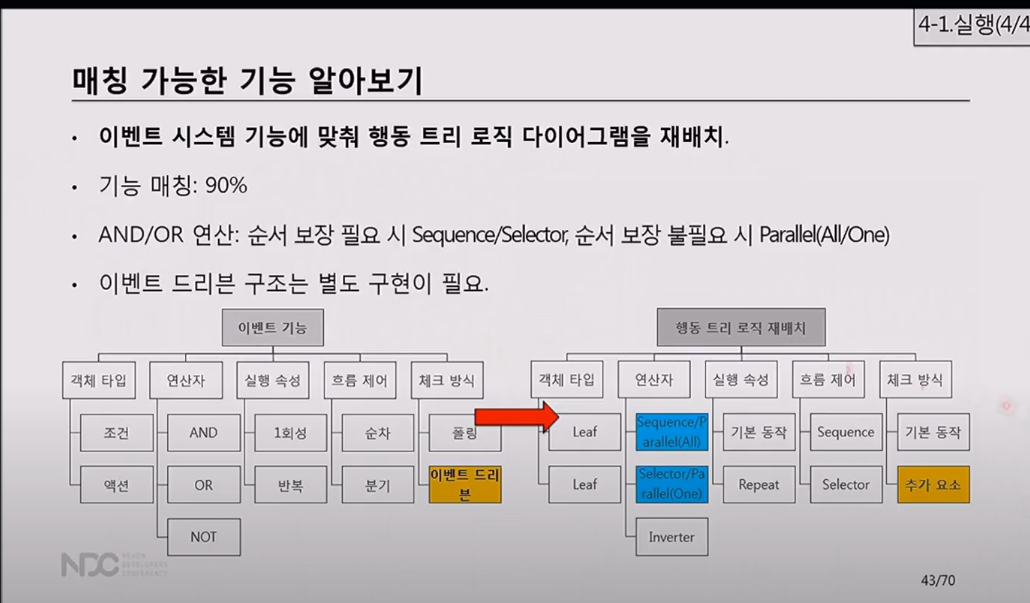 4-1.실행(4/4
매칭 가능한 기능 알아보기
• 이벤트 시스템 기능에 맞춰 행동 트리 로직 다이어그램을 재배치.
• 기능 매칭: 90%
• AND/OR 연산: 순서 보장 필요 시 Sequence/Selector, 순서 보장 불필요 시 Parallel(All/One)
• 이벤트 드리븐 구조는 별도 구현이 필요.
이벤트 기능
객체 타입
연산자
실행 속성
흐름 제어
체크 방식
조건
AND
1회성
순차
폴링
액션
OR
반복
분기
이벤트 드리
븐
NOT
행동 트리 로직 재배치
객체 타입
연산자
실행 속성
흐름 제어
체크 방식
Leaf
Sequence/P
arallel(All)
기본 동작
Sequence
기본 동작
Leaf
Selector/Pa
rallel(One)
Repeat
Selector
추가 요소
Inverter
NDC
NEXON
DEVELOPERS
CONFERENCE
43/70